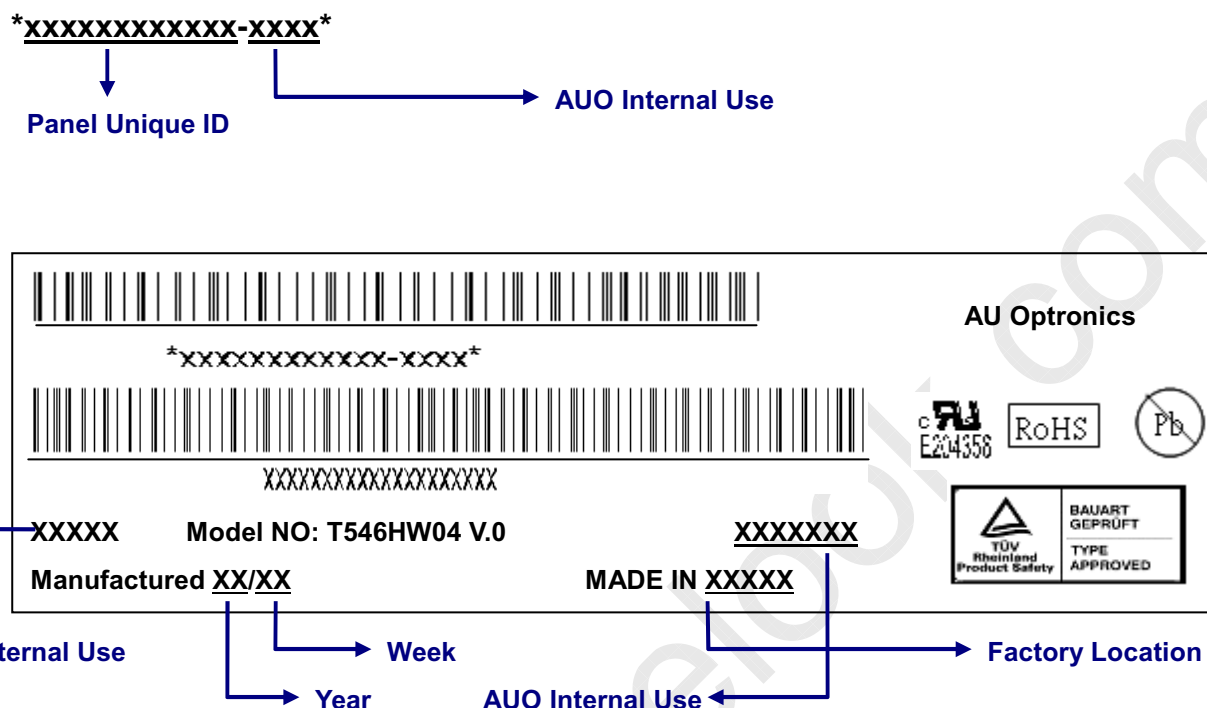 *xxxxxxxxxxxx-xxxx*
AUO Internal Use
Panel Unique ID
AU Optronics
*xxxxxxxxxxxx-xxxx*
c RU
E204356
RoHS
Pb
XXXXXXXXXXXXXXXXXXXX
BAUART
GEPRÜFT
TÜV
Rheinland
Product Safety
TYPE
APPROVED
XXXXX Model NO: T546HW04 V.0 XXXXXXX
Manufactured XX/XX MADE IN XXXXX
ternal Use
Week
Factory Location
Year
AUO Internal Use